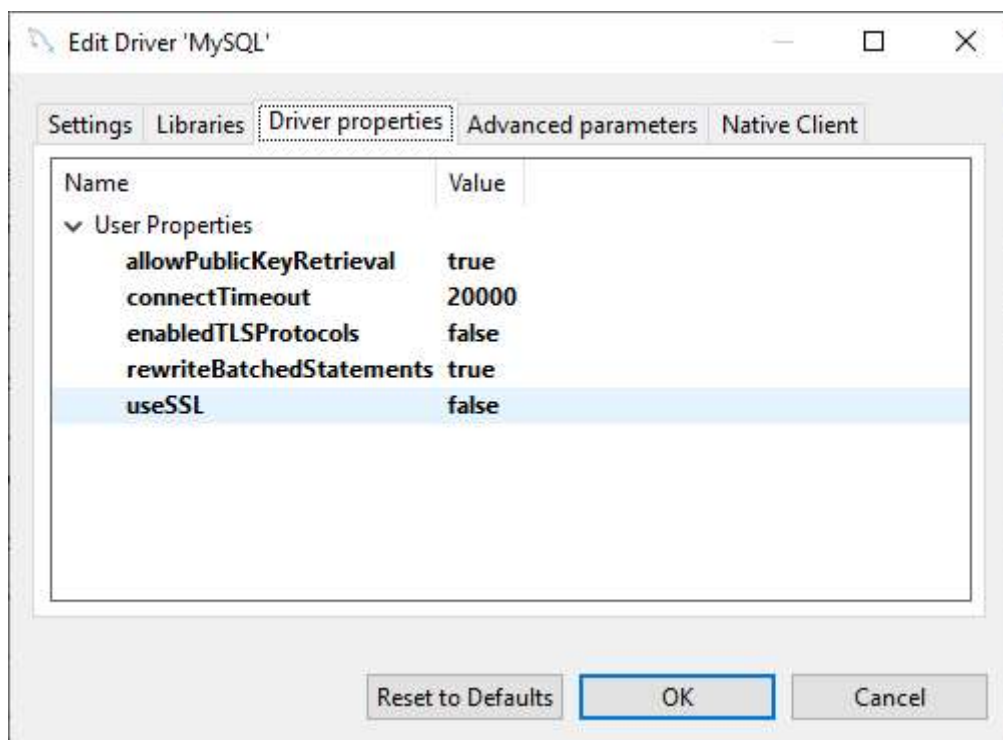 Edit Driver 'MySQL'
Settings Libraries Driver properties Advanced parameters Native Client
Name Value
User Properties
allowPublicKeyRetrieval true
connectTimeout 20000
enabledTLSProtocols false
rewriteBatchedStatements true
useSSL false
Reset to Defaults OK Cancel